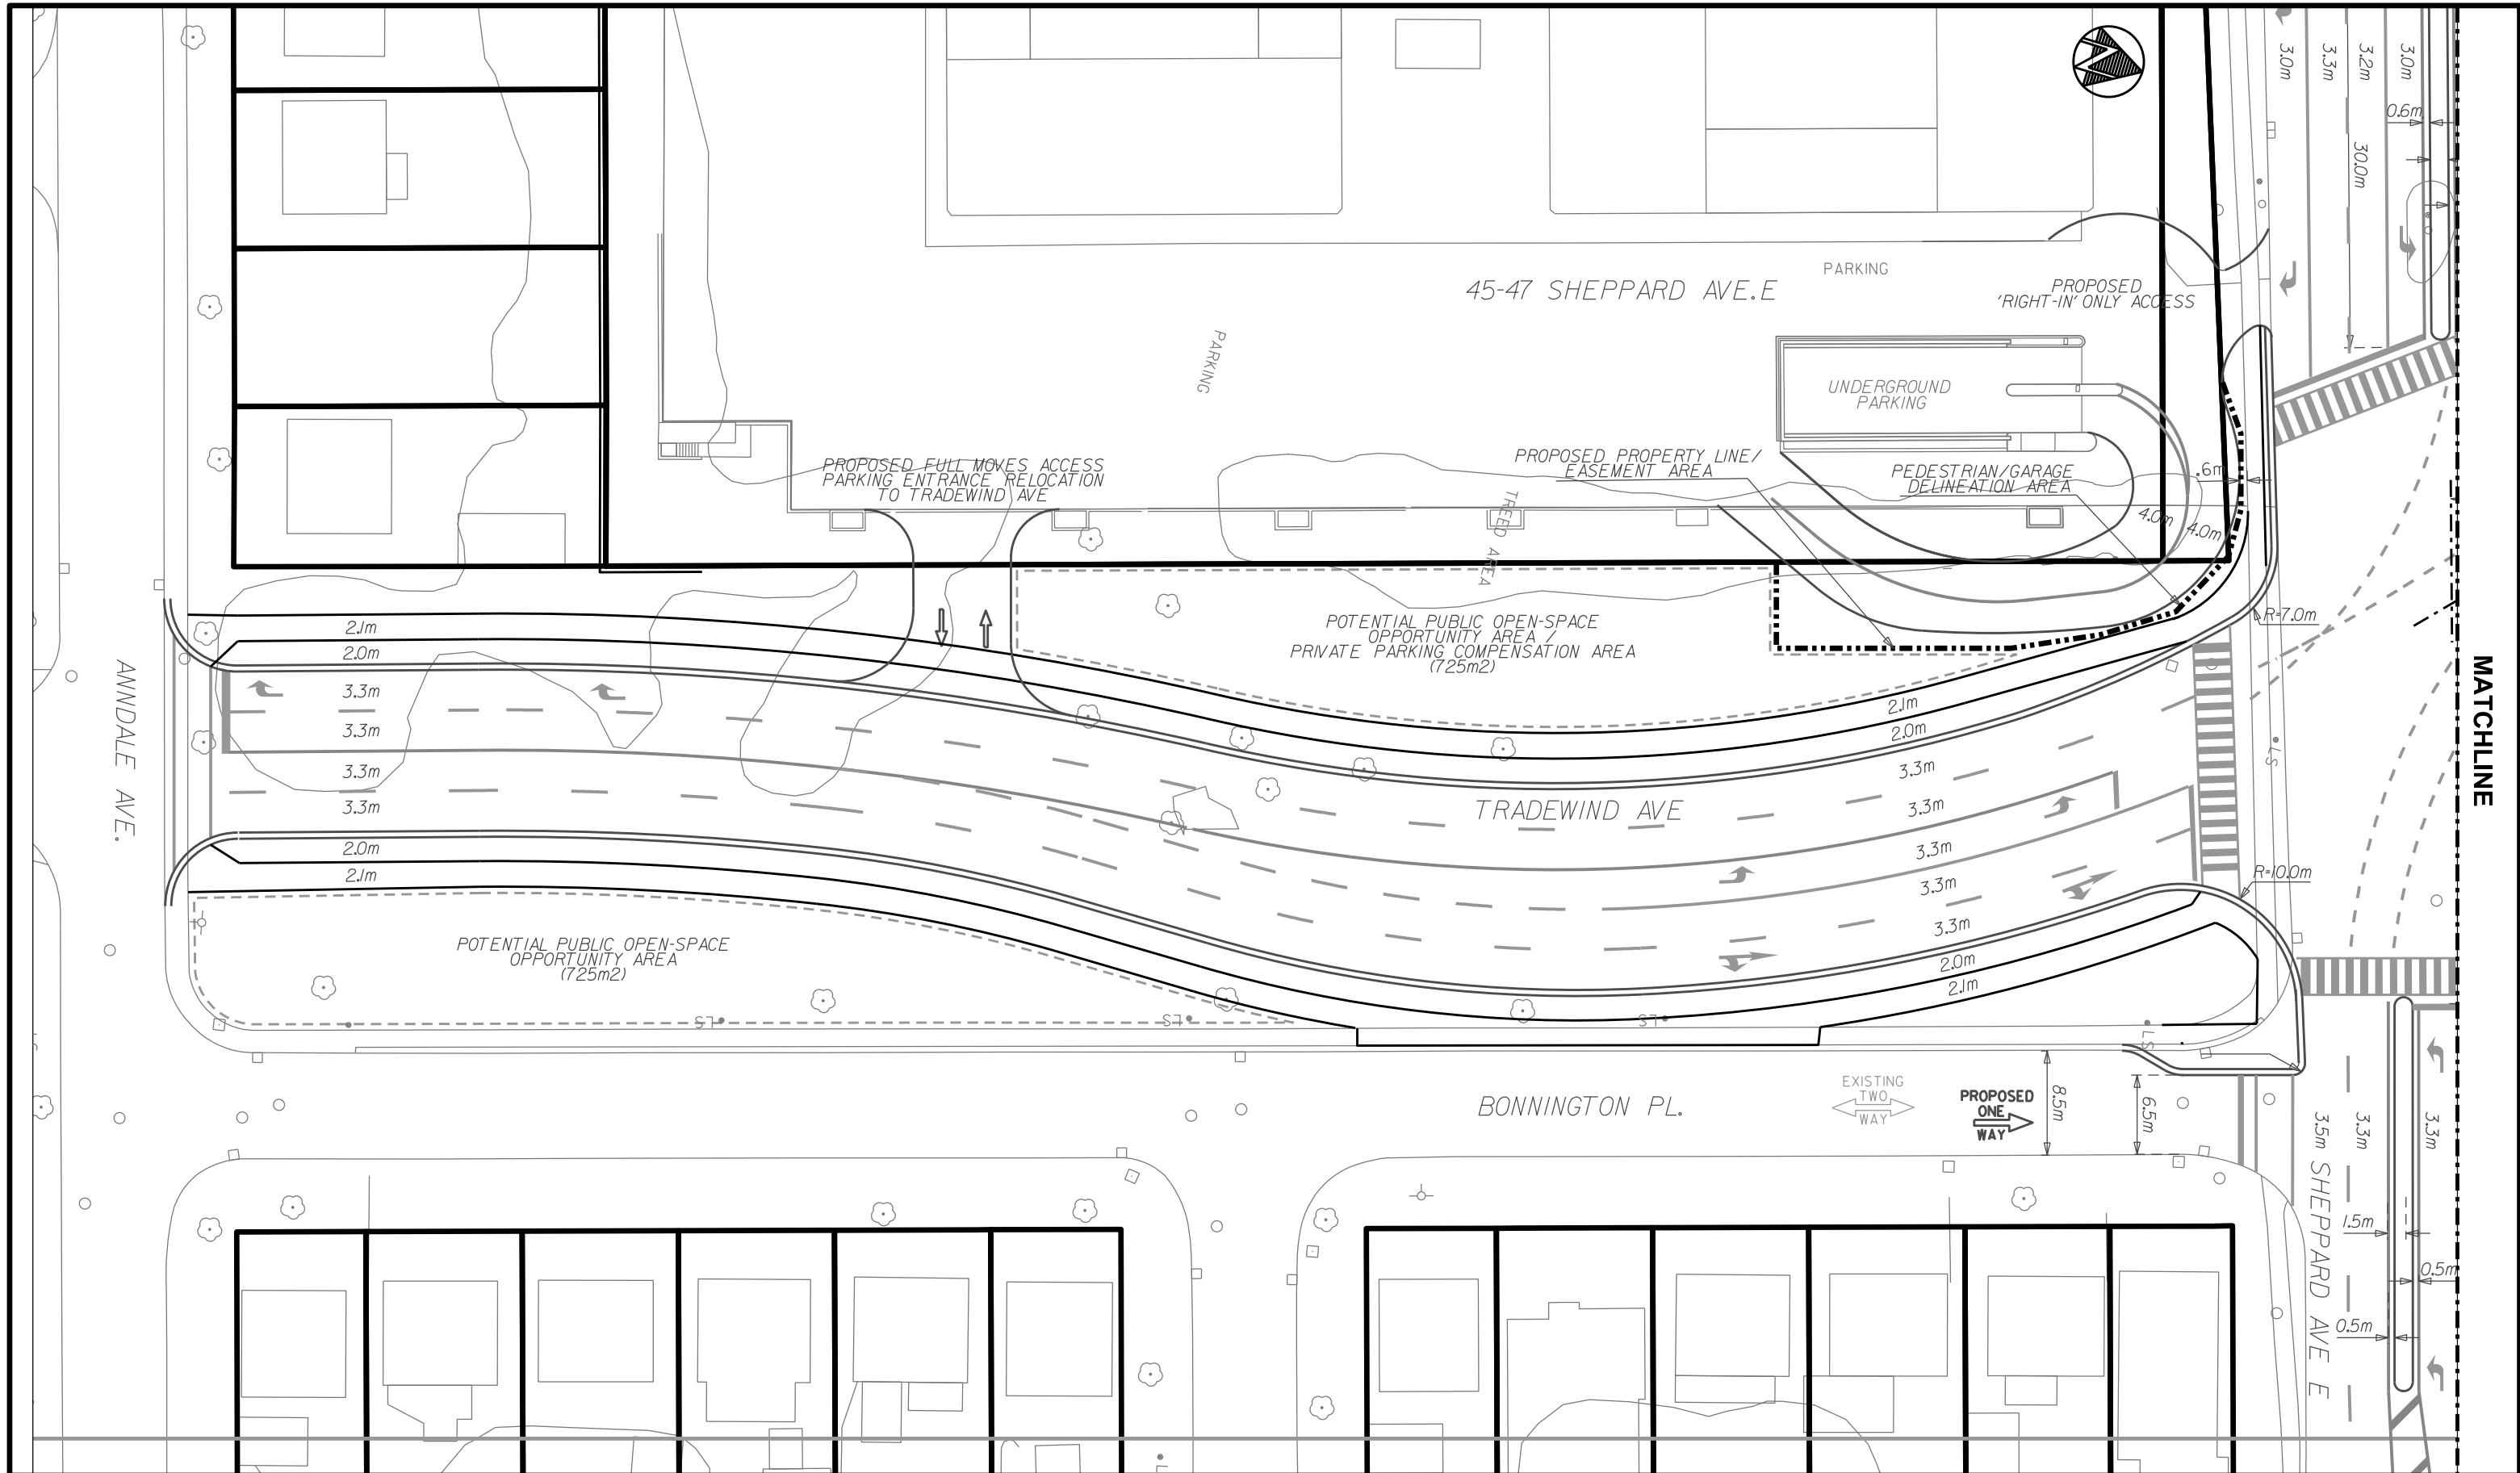 3.0m
3.3m
3.2m
3.0m
0.6m
30.0m
PARKING
45-47 SHEPPARD AVE.E
PROPOSED
'RIGHT-IN' ONLY ACCESS
PARKING
UNDERGROUND
PARKING
PROPOSED FULL MOVES ACCESS
PARKING ENTRANCE RELOCATION
TO TRADEWIND AVE
PROPOSED PROPERTY LINE/
EASEMENT AREA
PEDESTRIAN/GARAGE
DELINEATION AREA
.6m
4.0m
4.0m
TREED AREA
R=7.0m
POTENTIAL PUBLIC OPEN-SPACE
OPPORTUNITY AREA /
PRIVATE PARKING COMPENSATION AREA
(725m2)
2.1m
2.0m
3.3m
3.3m
3.3m
3.3m
2.0m
2.1m
ANNDALE AVE.
2.1m
2.0m
3.3m
3.3m
3.3m
3.3m
3.3m
2.0m
2.1m
TRADEWIND AVE
LS
MATCHLINE
R=10.0m
POTENTIAL PUBLIC OPEN-SPACE
OPPORTUNITY AREA
(725m2)
LS
LS
LS
LS
BONNINGTON PL.
EXISTING
TWO
WAY
PROPOSED
ONE
WAY
8.5m
6.5m
3.5m
3.3m
3.3m
SHEPPARD AVE E
1.5m
0.5m
0.5m